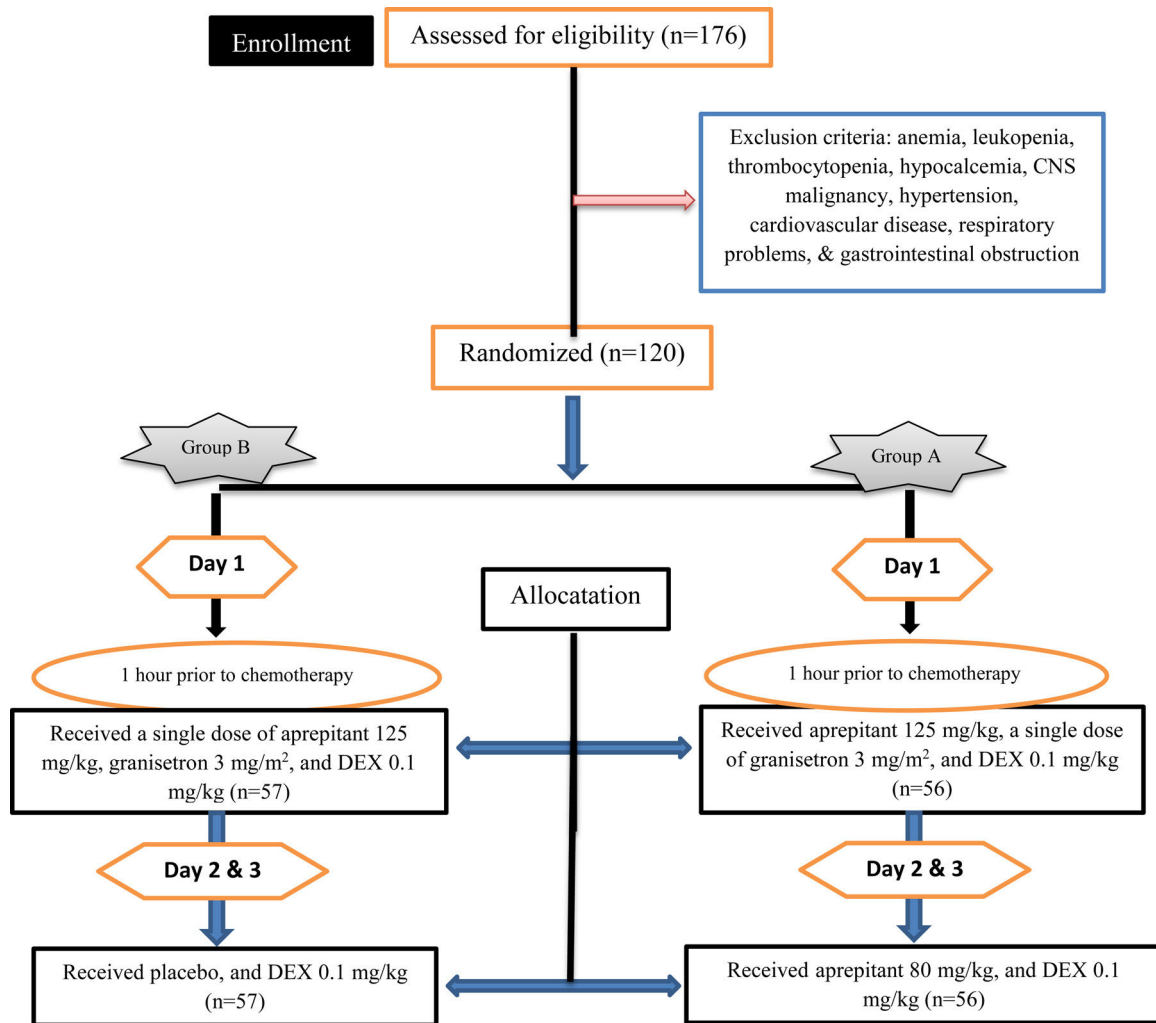 Enrollment
Assessed for eligibility (n=176)
Exclusion criteria: anemia, leukopenia,
thrombocytopenia, hypocalcemia, CNS
malignancy, hypertension,
cardiovascular disease, respiratory
problems, & gastrointestinal obstruction
Randomized (n=120)
Group B
Group A
Day 1
Day 1
Allocatation
1 hour prior to chemotherapy
1 hour prior to chemotherapy
Received a single dose of aprepitant 125
mg/kg, granisetron 3 mg/m², and DEX 0.1
mg/kg (n=57)
Received aprepitant 125 mg/kg, a single dose
of granisetron 3 mg/m², and DEX 0.1 mg/kg
(n=56)
Day 2 & 3
Day 2 & 3
Received placebo, and DEX 0.1 mg/kg
(n=57)
Received aprepitant 80 mg/kg, and DEX 0.1
mg/kg (n=56)